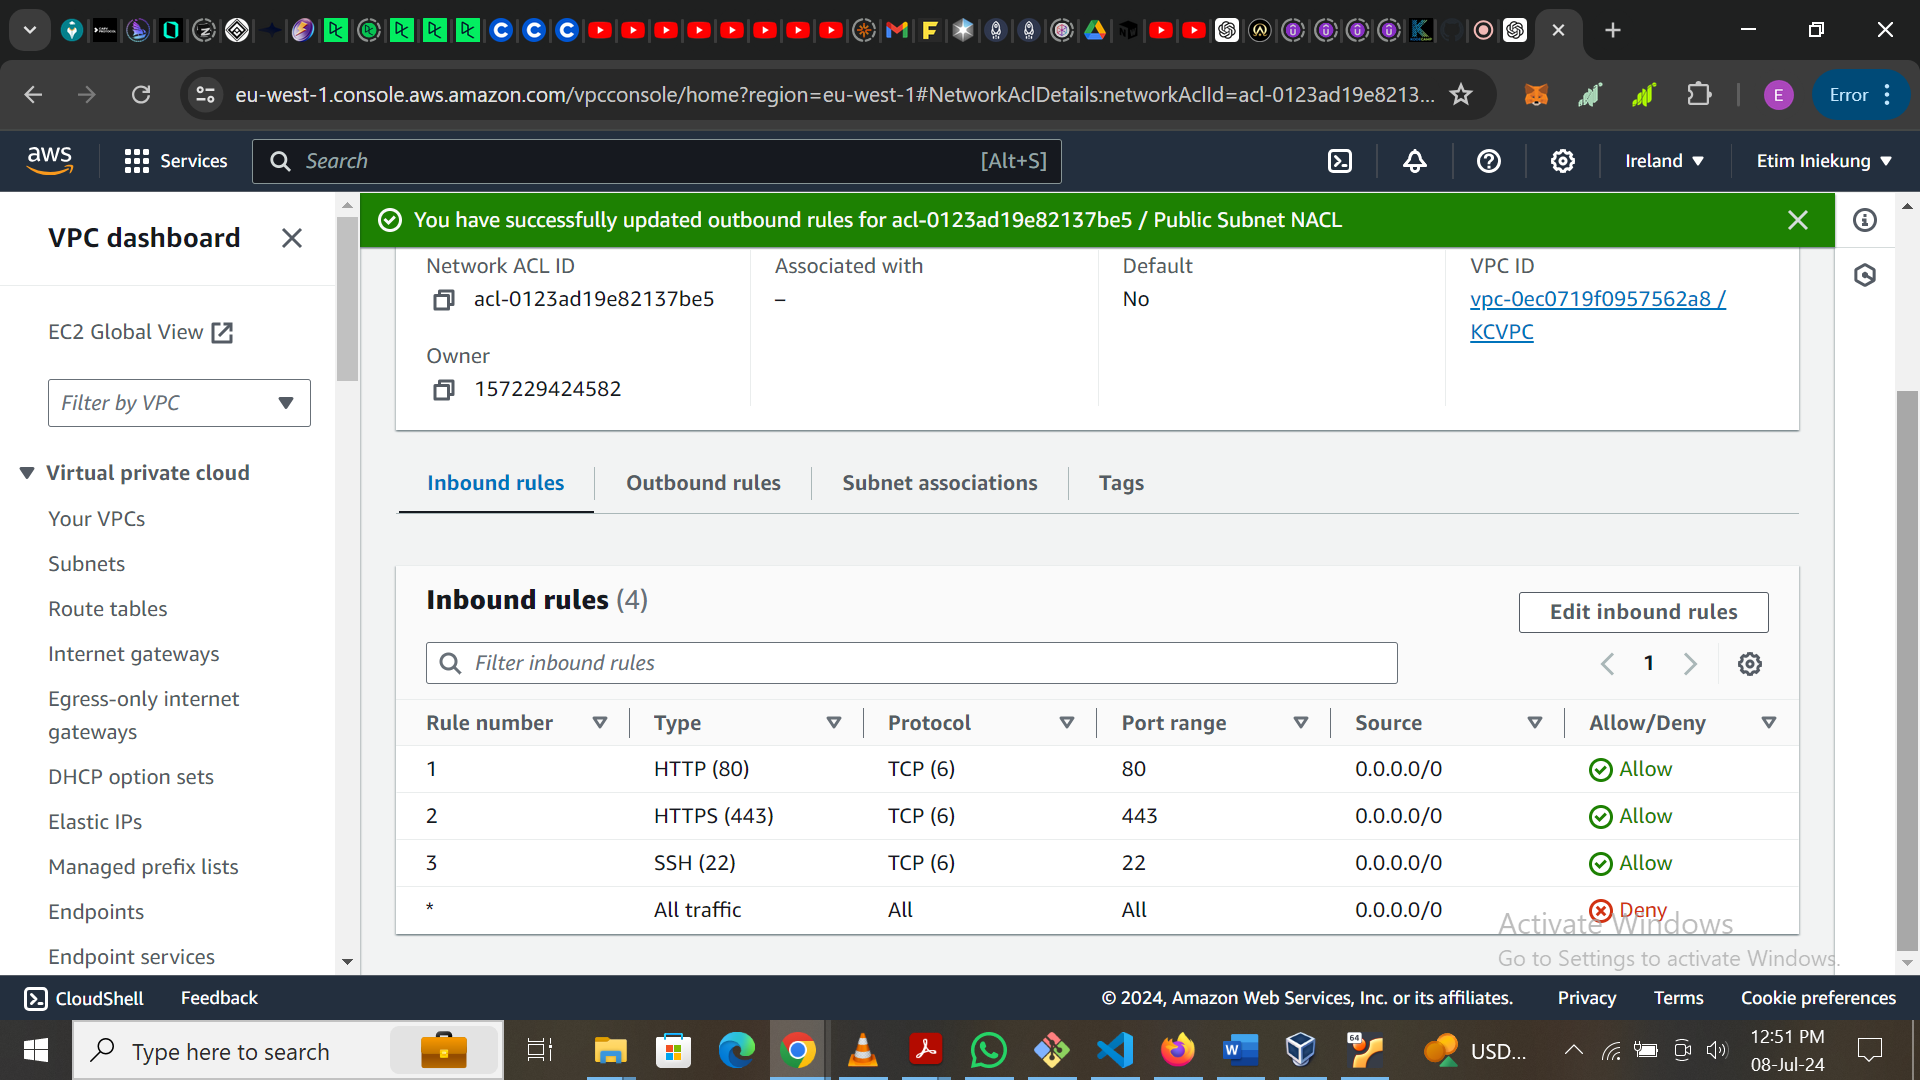 eu-west-1.console.aws.amazon.com/vpcconsole/home?region=eu-west-1#NetworkAclDetails:networkAclId=acl-0123ad19e8213...
E
Error
aws
Services
Search
[Alt+S]
Ireland
Etim Iniekung
VPC dashboard
You have successfully updated outbound rules for acl-0123ad19e82137be5 / Public Subnet NACL
EC2 Global View
Filter by VPC
Virtual private cloud
Your VPCs
Subnets
Route tables
Internet gateways
Egress-only internet
gateways
DHCP option sets
Elastic IPs
Managed prefix lists
Endpoints
Endpoint services
Network ACL ID
acl-0123ad19e82137be5
Associated with
–
Default
No
VPC ID
vpc-0ec0719f0957562a8 /
KCVPC
Owner
157229424582
Inbound rules
Outbound rules
Subnet associations
Tags
Inbound rules (4)
Edit inbound rules
Filter inbound rules
1
Rule number Type Protocol Port range Source Allow/Deny
1 HTTP (80) TCP (6) 80 0.0.0.0/0 Allow
2 HTTPS (443) TCP (6) 443 0.0.0.0/0 Allow
3 SSH (22) TCP (6) 22 0.0.0.0/0 Allow
* All traffic All All 0.0.0.0/0 Deny
Activate Windows
Go to Settings to activate Windows.
CloudShell
Feedback
© 2024, Amazon Web Services, Inc. or its affiliates.
Privacy
Terms
Cookie preferences
Type here to search
64
USD...
12:51 PM
08-Jul-24